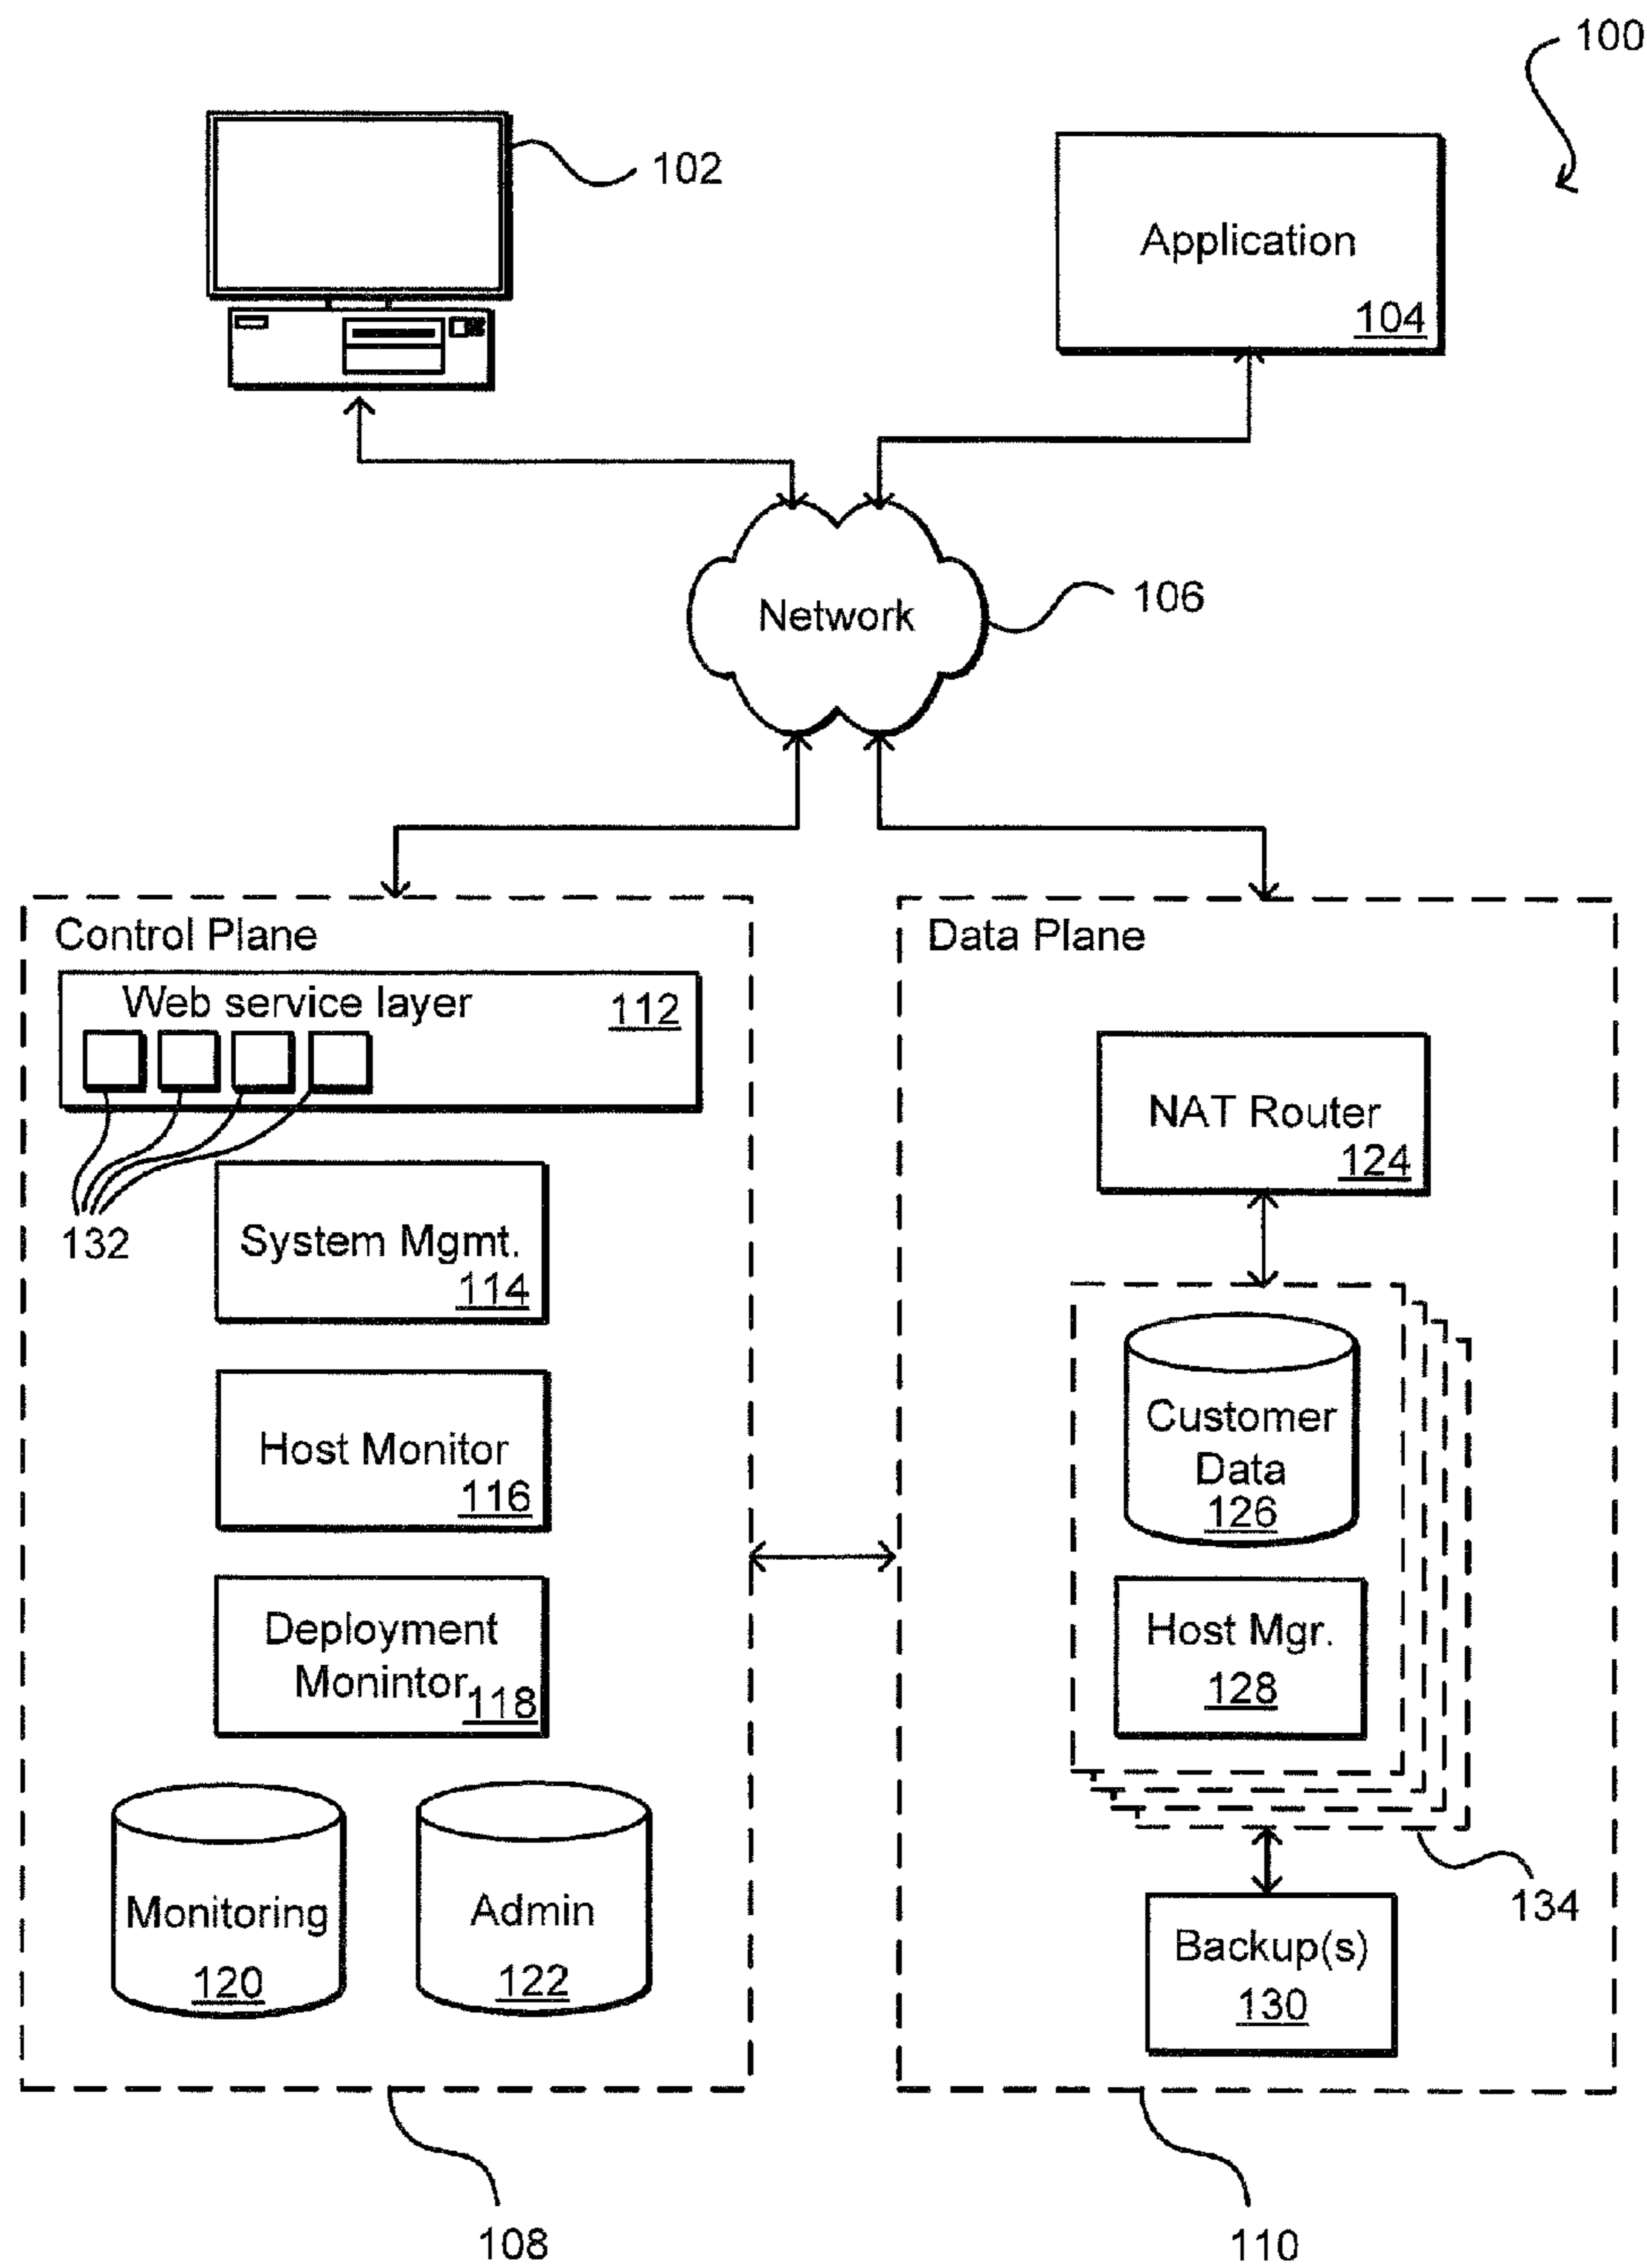 100
102
Application
104
Network
106
Control Plane
Web service layer
112
132
System Mgmt.
114
Host Monitor
116
Deployment
Monintor
118
Monitoring
120
Admin
122
108
Data Plane
NAT Router
124
Customer
Data
126
Host Mgr.
128
134
Backup(s)
130
110